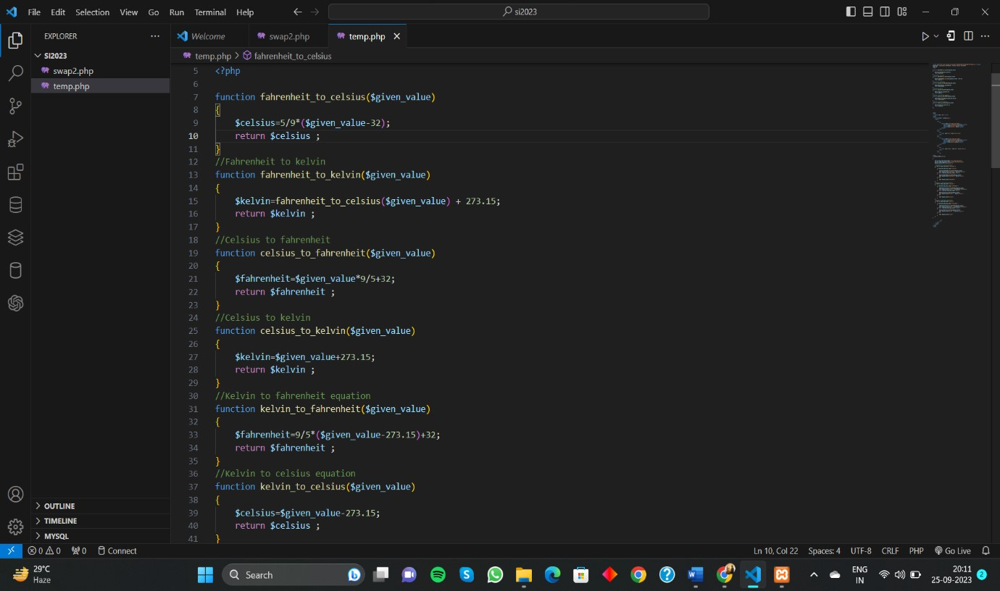 File Edit Selection View Go Run Terminal Help
si2023
EXPLORER
Welcome
swap2.php
temp.php
SI2023
swap2.php
temp.php
temp.php > fahrenheit_to_celsius
5 <?php
6
7 function fahrenheit_to_celsius($given_value)
8 {
9 $celsius=5/9*($given_value-32);
10 return $celsius ;
11 }
12 //Fahrenheit to kelvin
13 function fahrenheit_to_kelvin($given_value)
14 {
15 $kelvin=fahrenheit_to_celsius($given_value) + 273.15;
16 return $kelvin ;
17 }
18 //Celsius to fahrenheit
19 function celsius_to_fahrenheit($given_value)
20 {
21 $fahrenheit=$given_value*9/5+32;
22 return $fahrenheit ;
23 }
24 //Celsius to kelvin
25 function celsius_to_kelvin($given_value)
26 {
27 $kelvin=$given_value+273.15;
28 return $kelvin ;
29 }
30 //Kelvin to fahrenheit equation
31 function kelvin_to_fahrenheit($given_value)
32 {
33 $fahrenheit=9/5*($given_value-273.15)+32;
34 return $fahrenheit ;
35 }
36 //Kelvin to celsius equation
37 function kelvin_to_celsius($given_value)
38 {
39 $celsius=$given_value-273.15;
40 return $celsius ;
41 }
OUTLINE
TIMELINE
MYSQL
0 0 0 Connect
Ln 10, Col 22 Spaces: 4 UTF-8 CRLF PHP Go Live
29°C
Haze
Search
ENG
IN
20:11
25-09-2023
2